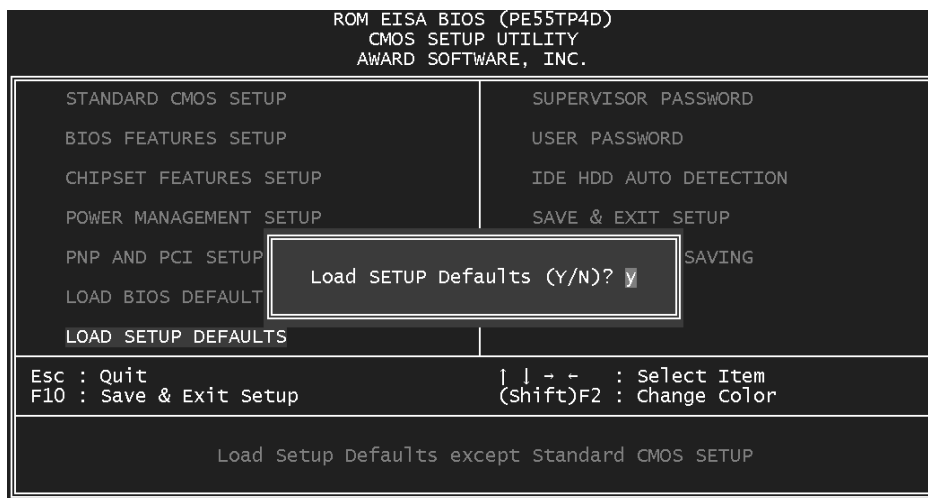 ROM EISA BIOS (PE55TP4D)
CMOS SETUP UTILITY
AWARD SOFTWARE, INC.
STANDARD CMOS SETUP
BIOS FEATURES SETUP
CHIPSET FEATURES SETUP
POWER MANAGEMENT SETUP
PNP AND PCI SETUP
LOAD BIOS DEFAULT
LOAD SETUP DEFAULTS
SUPERVISOR PASSWORD
USER PASSWORD
IDE HDD AUTO DETECTION
SAVE & EXIT SETUP
SAVING
Load SETUP Defaults (Y/N)? y
Esc : Quit
F10 : Save & Exit Setup
↑ ↓ → ← : Select Item
(Shift)F2 : Change Color
Load Setup Defaults except Standard CMOS SETUP